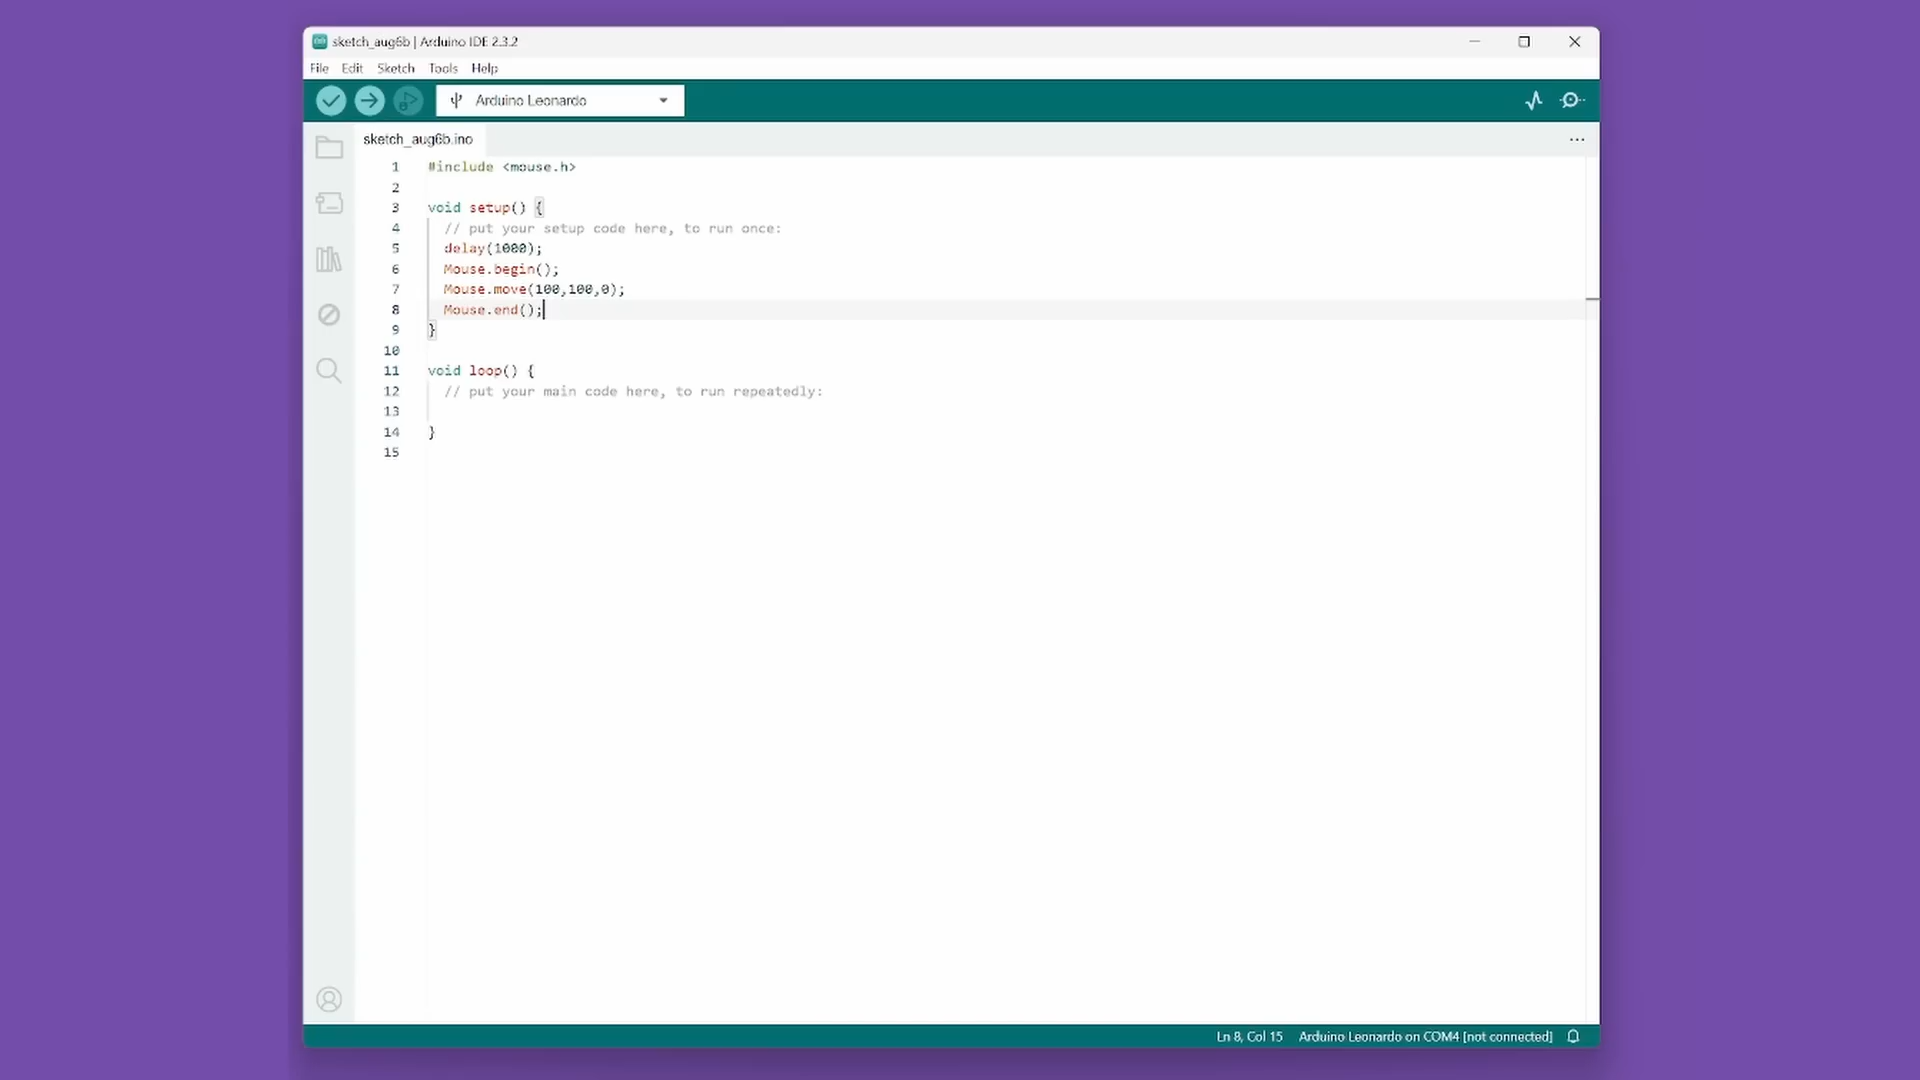 sketch_aug6b | Arduino IDE 2.3.2
File Edit Sketch Tools Help
Arduino Leonardo
sketch_aug6b.ino
1 #include <mouse.h>
2
3 void setup() {
4 // put your setup code here, to run once:
5 delay(1000);
6 Mouse.begin();
7 Mouse.move(100,100,0);
8 Mouse.end();
9 }
10
11 void loop() {
12 // put your main code here, to run repeatedly:
13
14 }
15
Ln 8, Col 15 Arduino Leonardo on COM4 [not connected]